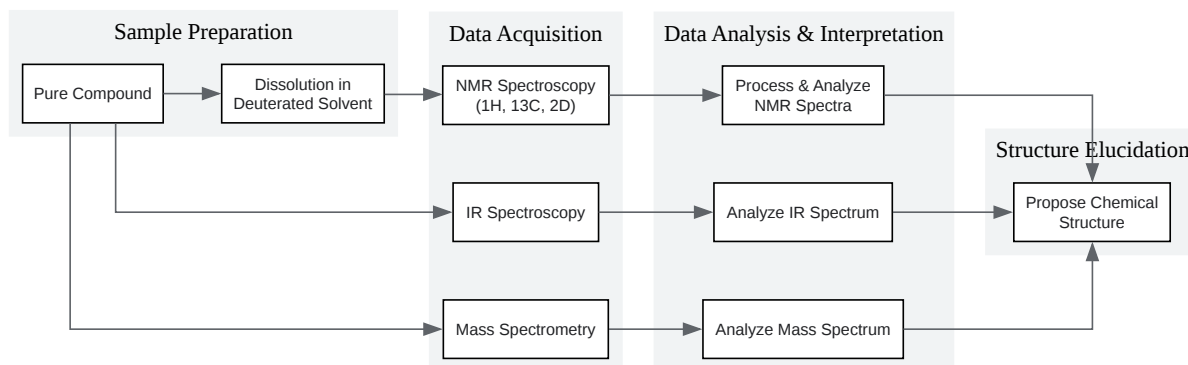 Sample Preparation
Data Acquisition
Data Analysis & Interpretation
Pure Compound
Dissolution in
Deuterated Solvent
NMR Spectroscopy
(1H, 13C, 2D)
Process & Analyze
NMR Spectra
Structure Elucidation
IR Spectroscopy
Analyze IR Spectrum
Propose Chemical
Structure
Mass Spectrometry
Analyze Mass Spectrum